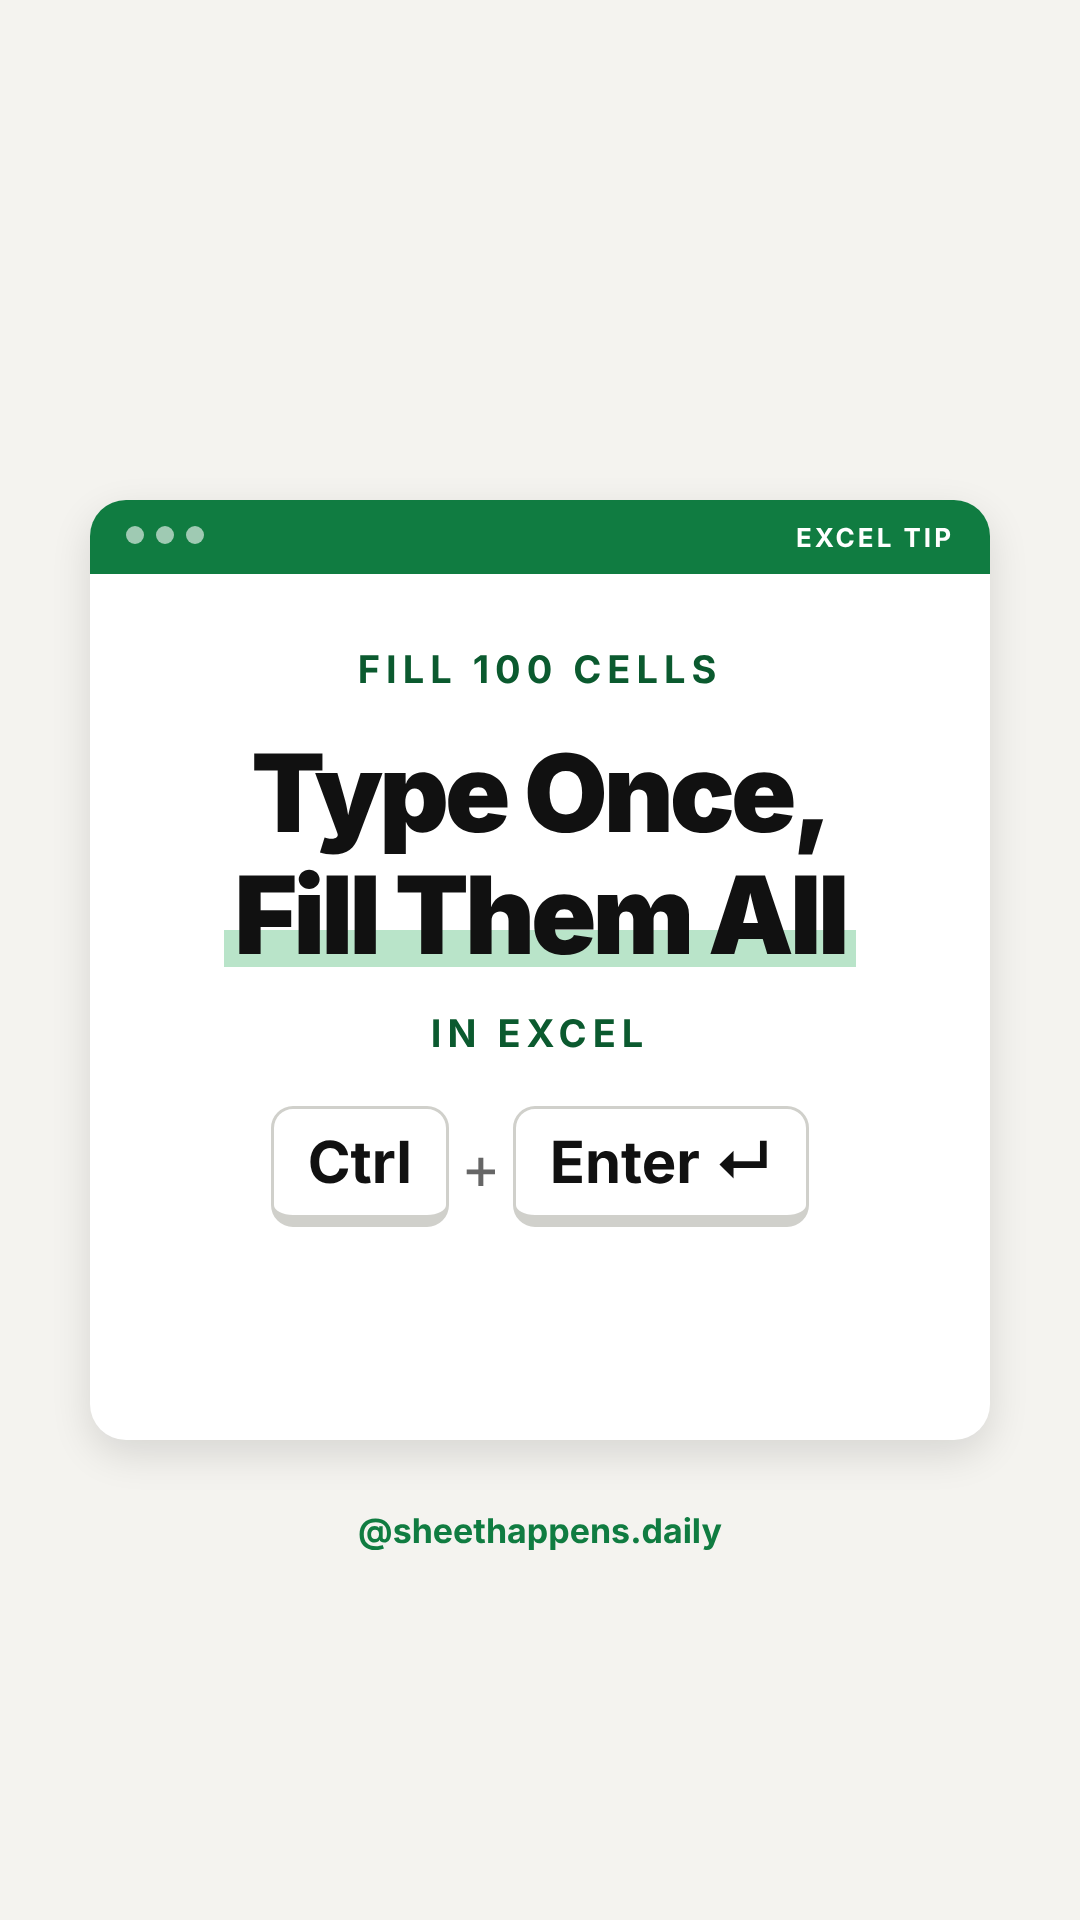 EXCEL TIP
FILL 100 CELLS
Type Once,
Fill Them All
IN EXCEL
Ctrl + Enter ↵
@sheethappens.daily